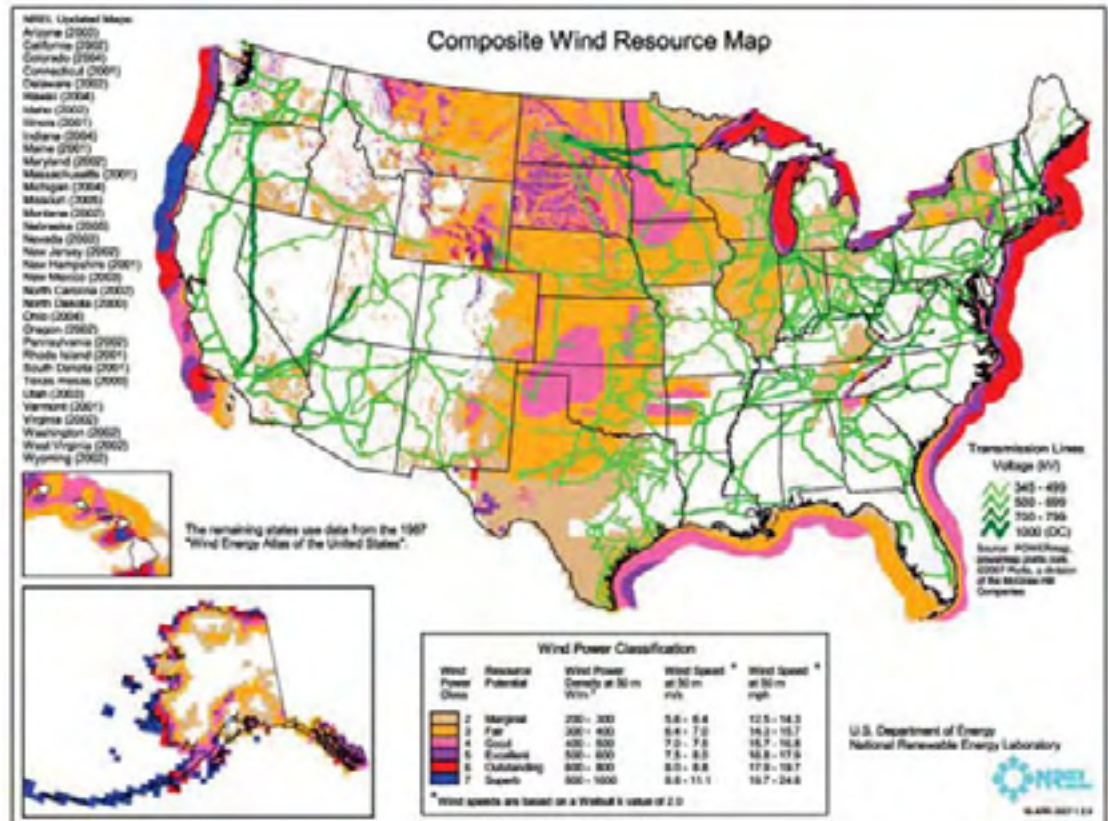 NREL Updated Maps:
Arizona (2003)
California (2002)
Colorado (2004)
Connecticut (2001)
Delaware (2002)
Hawaii (2004)
Idaho (2002)
Illinois (2001)
Indiana (2004)
Maine (2001)
Maryland (2002)
Massachusetts (2001)
Michigan (2004)
Missouri (2005)
Montana (2002)
Nebraska (2005)
Nevada (2003)
New Jersey (2002)
New Hampshire (2001)
New Mexico (2003)
North Carolina (2002)
North Dakota (2000)
Ohio (2004)
Oregon (2002)
Pennsylvania (2002)
Rhode Island (2001)
South Dakota (2001)
Texas (2000)
Utah (2003)
Vermont (2001)
Virginia (2002)
Washington (2002)
West Virginia (2002)
Wyoming (2002)
Composite Wind Resource Map
The remaining states use data from the 1987
"Wind Energy Atlas of the United States".
Transmission Lines
Voltage (kV)
345 - 499
500 - 699
700 - 799
1000 (DC)
Source: POWERmap,
©2007 Platts, a division
of the McGraw-Hill
Companies
Wind Power Classification
Wind Power Class
Resource Potential
Wind Power Density at 50 m W/m²
Wind Speed * at 50 m m/s
Wind Speed * at 50 m mph
2 Marginal 200 - 300 5.6 - 6.4 12.5 - 14.3
3 Fair 300 - 400 6.4 - 7.0 14.3 - 15.7
4 Good 400 - 500 7.0 - 7.5 15.7 - 16.8
5 Excellent 500 - 600 7.5 - 8.0 16.8 - 17.9
6 Outstanding 600 - 800 8.0 - 8.8 17.9 - 19.7
7 Superb 800 - 1600 8.8 - 11.1 19.7 - 24.8
* Wind speeds are based on a Weibull k value of 2.0
U.S. Department of Energy
National Renewable Energy Laboratory
NREL